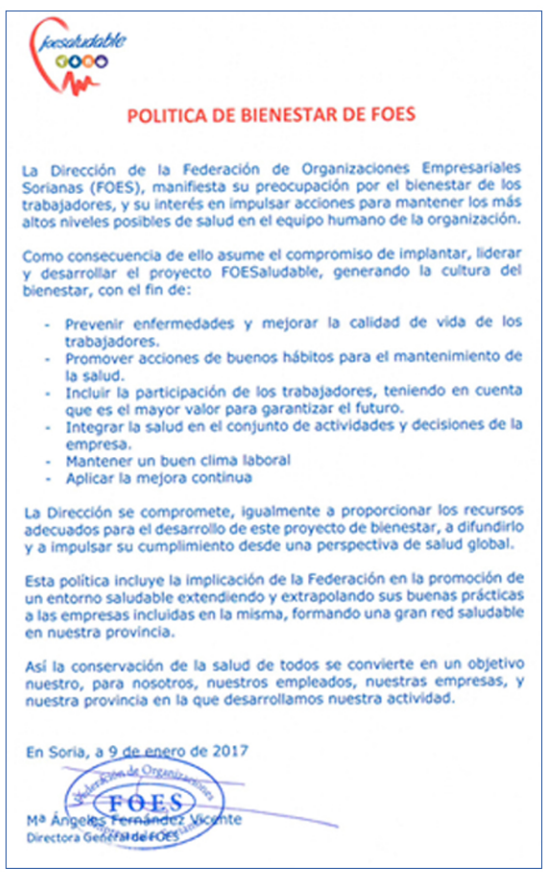 foesaludable
POLITICA DE BIENESTAR DE FOES
La Dirección de la Federación de Organizaciones Empresariales
Sorianas (FOES), manifiesta su preocupación por el bienestar de los
trabajadores, y su interés en impulsar acciones para mantener los más
altos niveles posibles de salud en el equipo humano de la organización.
Como consecuencia de ello asume el compromiso de implantar, liderar
y desarrollar el proyecto FOESaludable, generando la cultura del
bienestar, con el fin de:
- Prevenir enfermedades y mejorar la calidad de vida de los
trabajadores.
- Promover acciones de buenos hábitos para el mantenimiento de
la salud.
- Incluir la participación de los trabajadores, teniendo en cuenta
que es el mayor valor para garantizar el futuro.
- Integrar la salud en el conjunto de actividades y decisiones de la
empresa.
- Mantener un buen clima laboral
- Aplicar la mejora continua
La Dirección se compromete, igualmente a proporcionar los recursos
adecuados para el desarrollo de este proyecto de bienestar, a difundirlo
y a impulsar su cumplimiento desde una perspectiva de salud global.
Esta política incluye la implicación de la Federación en la promoción de
un entorno saludable extendiendo y extrapolando sus buenas prácticas
a las empresas incluidas en la misma, formando una gran red saludable
en nuestra provincia.
Así la conservación de la salud de todos se convierte en un objetivo
nuestro, para nosotros, nuestros empleados, nuestras empresas, y
nuestra provincia en la que desarrollamos nuestra actividad.
En Soria, a 9 de enero de 2017
Federación de Organizaciones
FOES
Mª Ángeles Fernández Vicente
Directora General de FOES